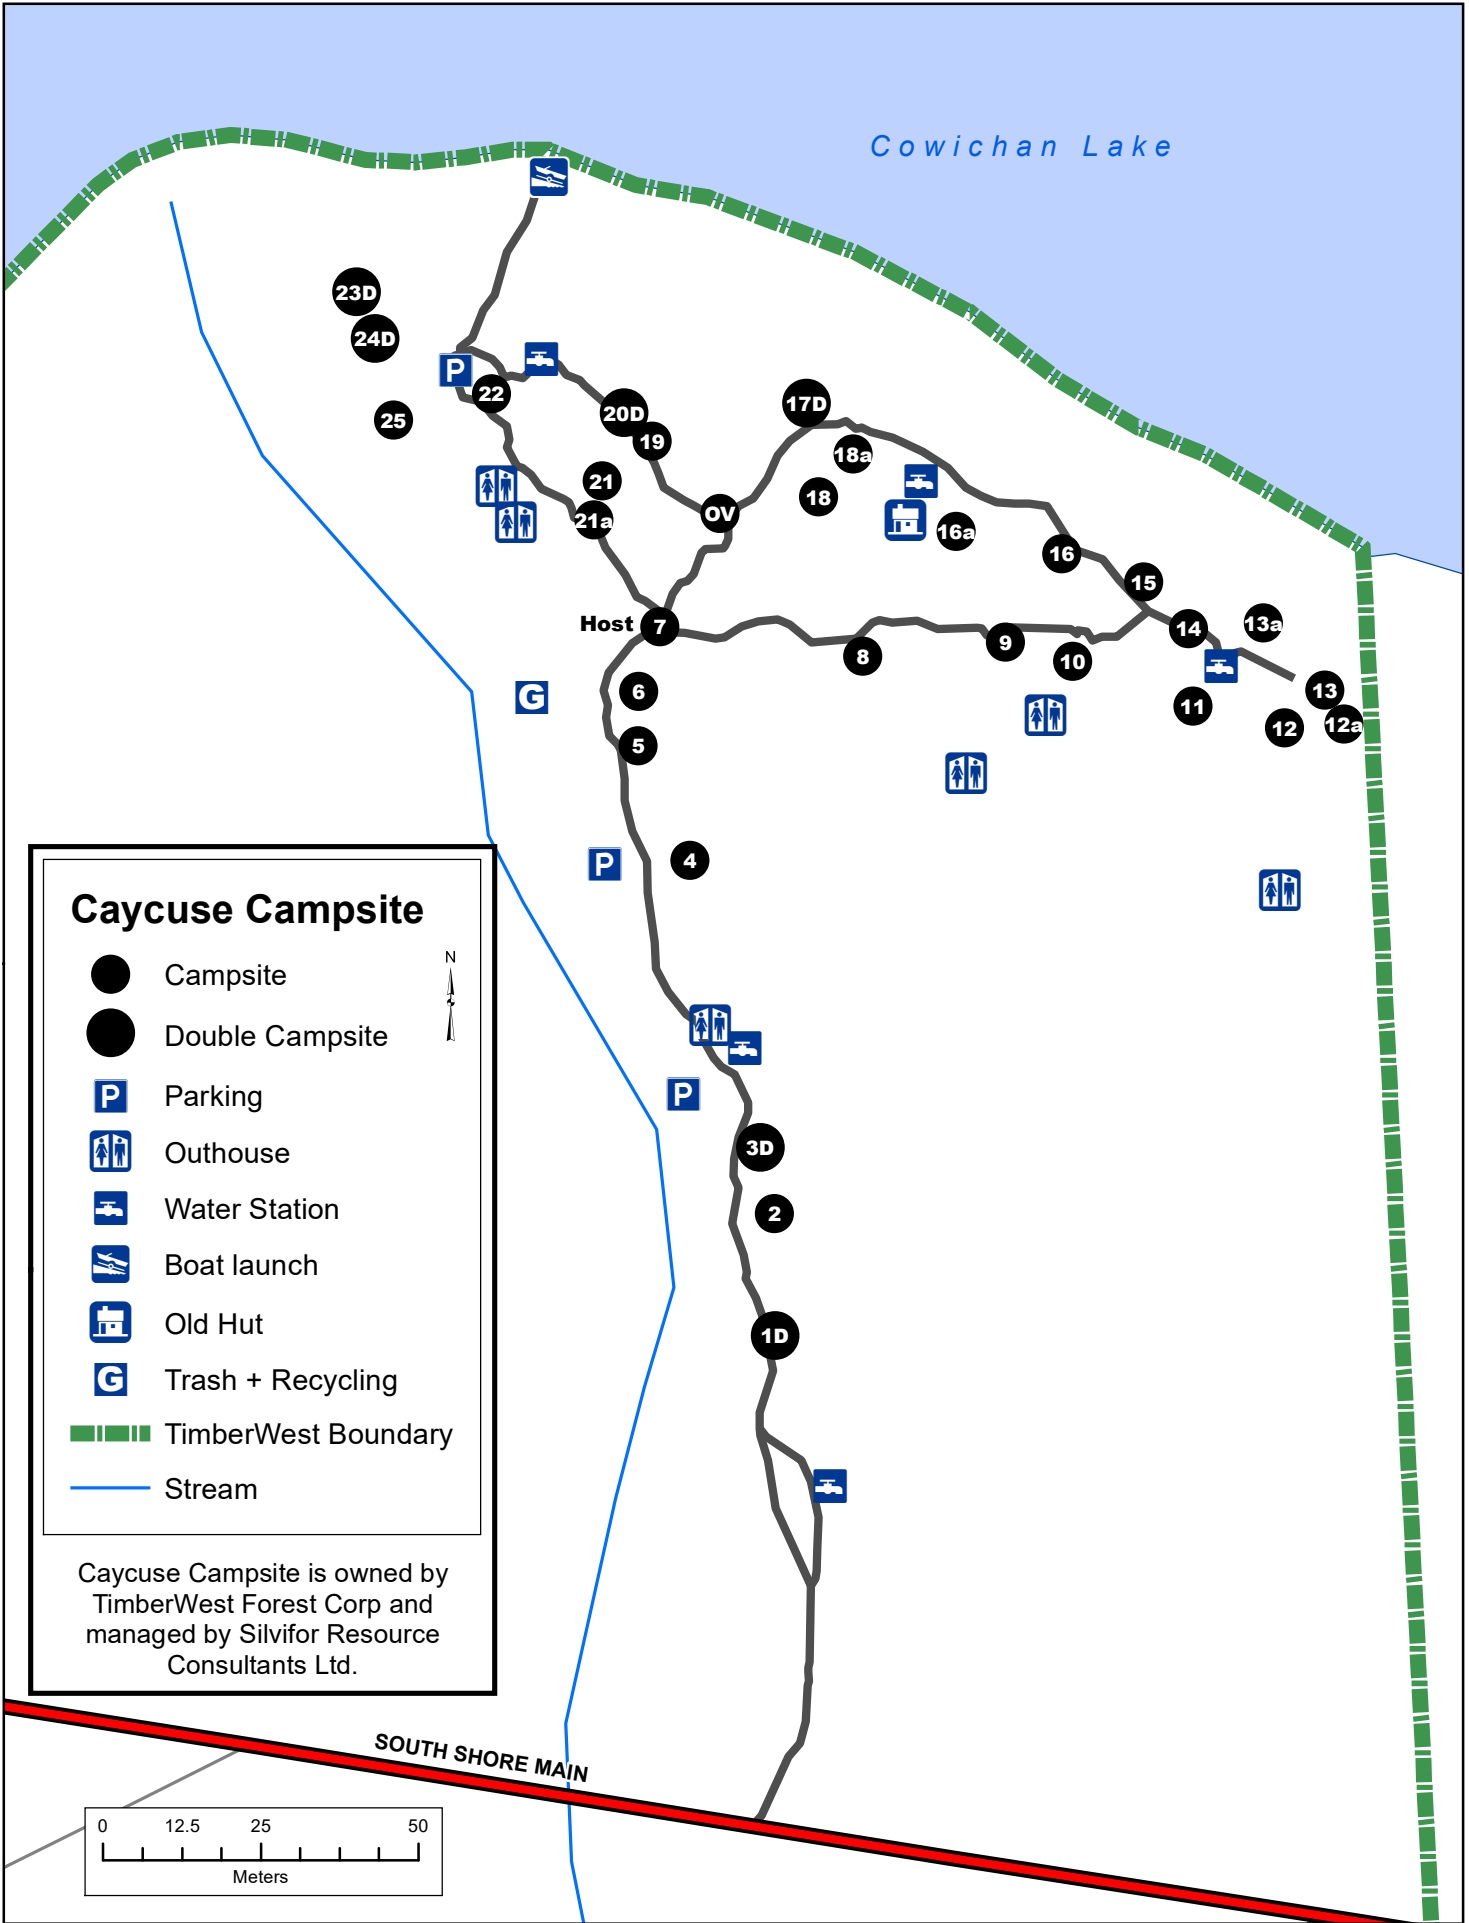 Cowichan Lake
23D
24D
P
22
25
20D
19
17D
18a
18
21
21a
OV
16a
16
15
14
13a
Host 7
8
9
10
11
13
12
12a
6
G
5
P
4
P
3D
2
1D
Caycuse Campsite
N
Campsite
Double Campsite
P Parking
Outhouse
Water Station
Boat launch
Old Hut
G Trash + Recycling
TimberWest Boundary
Stream
Caycuse Campsite is owned by
TimberWest Forest Corp and
managed by Silvifor Resource
Consultants Ltd.
SOUTH SHORE MAIN
0 12.5 25 50
Meters